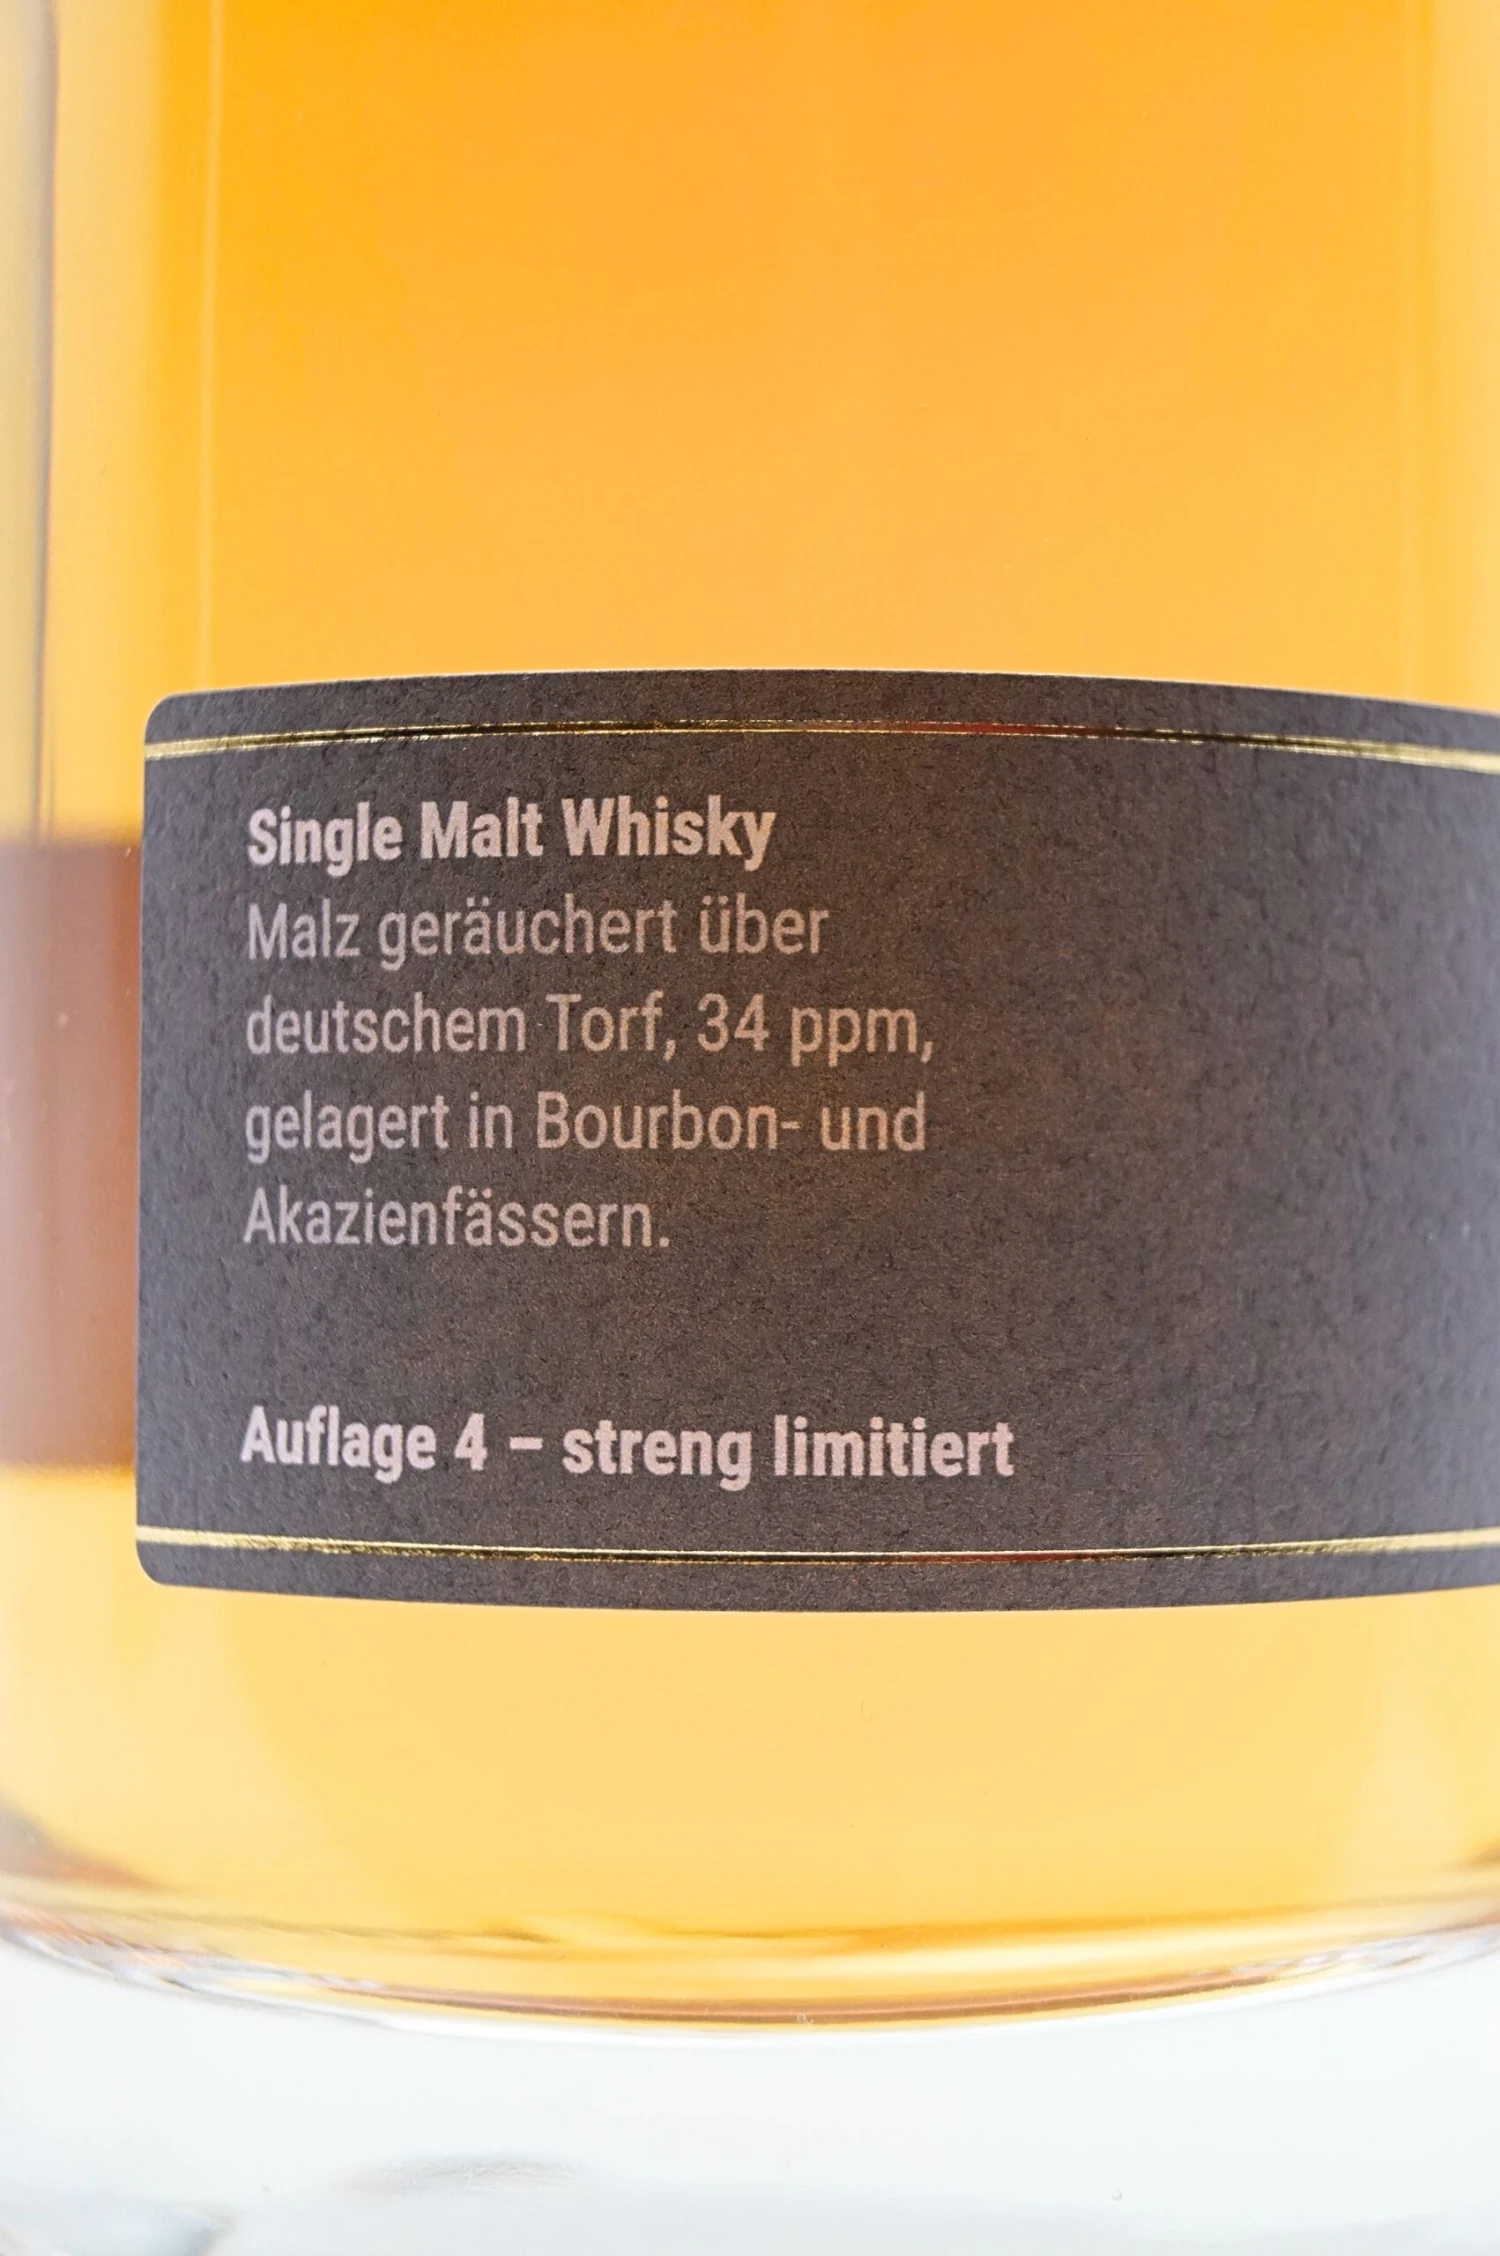 Single Malt Whisky
Malz geräuchert über
deutschem Torf, 34 ppm,
gelagert in Bourbon- und
Akazienfässern.
Auflage 4 – streng limitiert